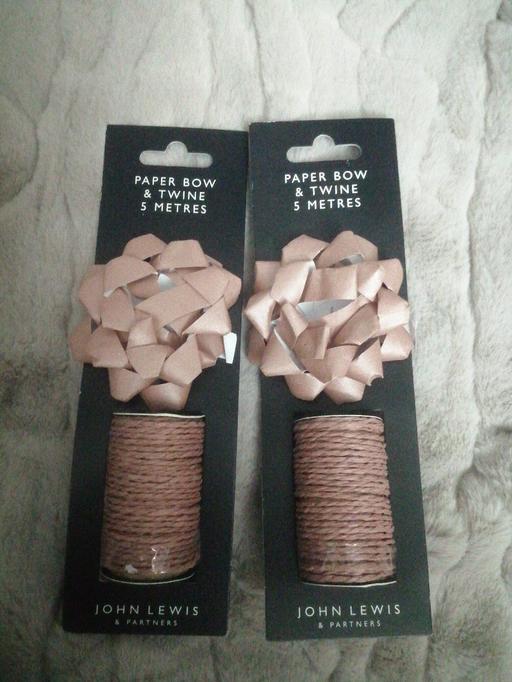 PAPER BOW
& TWINE
5 METRES
JOHN LEWIS
& PARTNERS
PAPER BOW
& TWINE
5 METRES
JOHN LEWIS
& PARTNERS